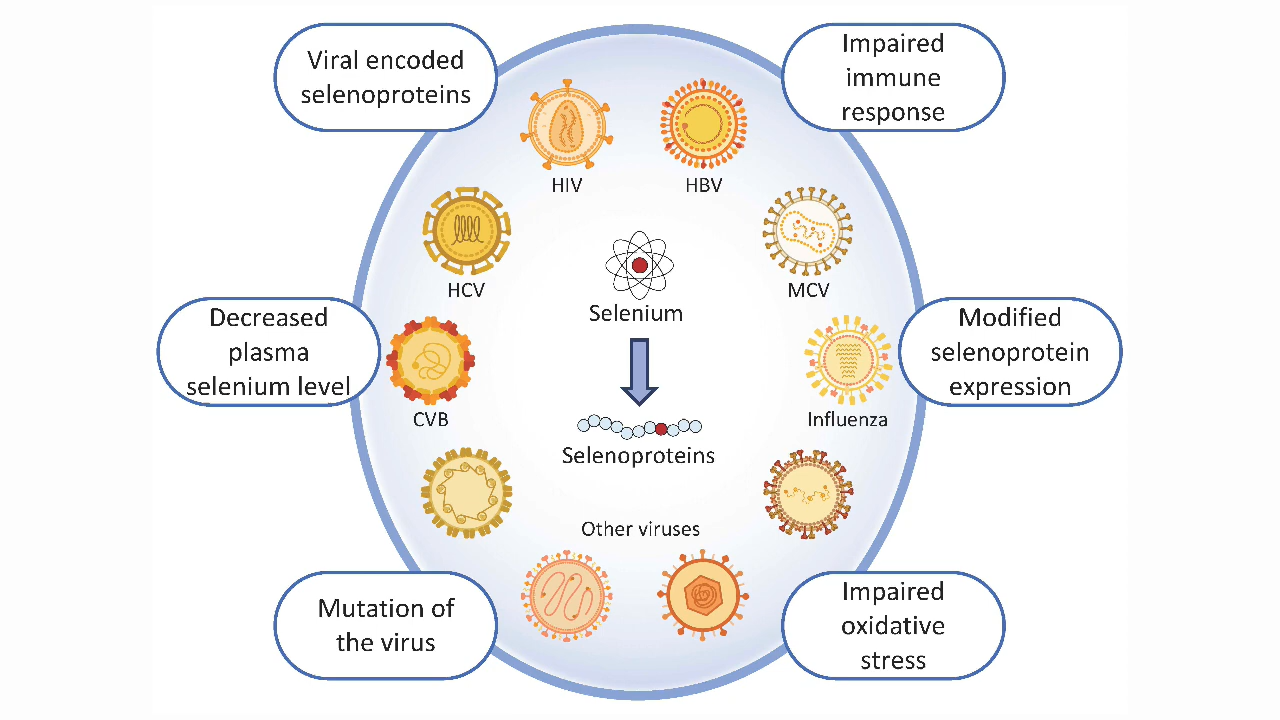 Viral encoded
selenoproteins
Impaired
immune
response
HIV
HBV
HCV
MCV
Selenium
Decreased
plasma
selenium level
Modified
selenoprotein
expression
CVB
Influenza
Selenoproteins
Other viruses
Mutation of
the virus
Impaired
oxidative
stress